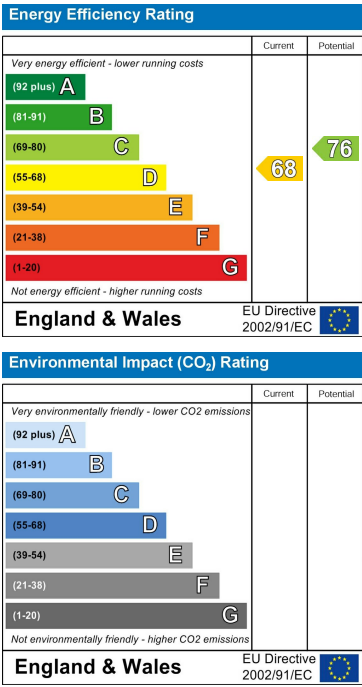 Energy Efficiency Rating
Current Potential
Very energy efficient - lower running costs
(92 plus) A
(81-91) B
(69-80) C
(55-68) D
(39-54) E
(21-38) F
(1-20) G
68
76
Not energy efficient - higher running costs
England & Wales
EU Directive
2002/91/EC
Environmental Impact (CO₂) Rating
Current Potential
Very environmentally friendly - lower CO2 emissions
(92 plus) A
(81-91) B
(69-80) C
(55-68) D
(39-54) E
(21-38) F
(1-20) G
Not environmentally friendly - higher CO2 emissions
England & Wales
EU Directive
2002/91/EC